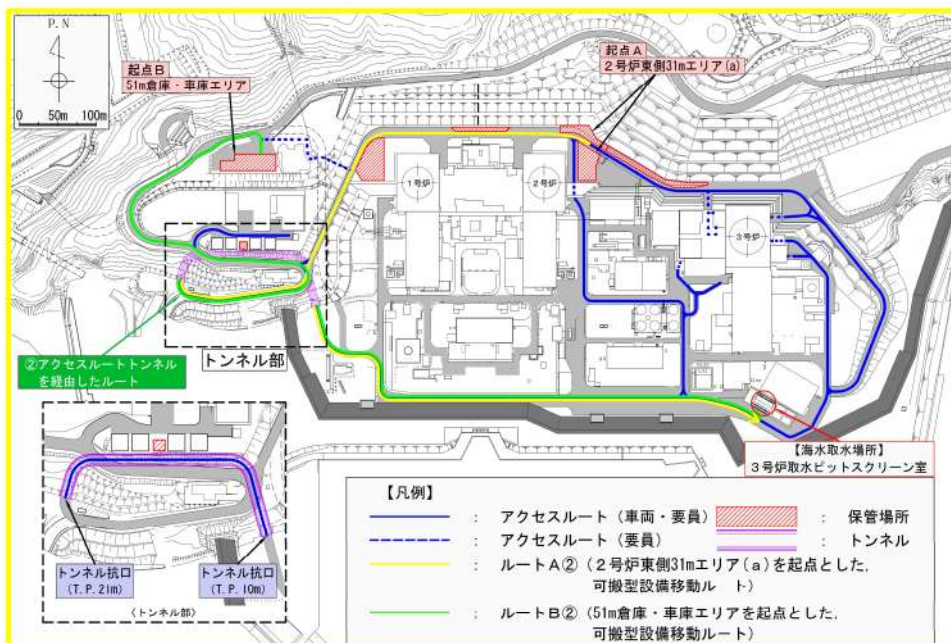 P.N
0 50m 100m
起点B
51m倉庫・車庫エリア
起点A
2号炉東側31mエリア(a)
1号炉
2号炉
3号炉
②アクセスルートトンネル
を経由したルート
トンネル部
【海水取水場所】
3号炉取水ピットスクリーン室
トンネル抗口
(T.P.21m)
トンネル抗口
(T.P.10m)
〈トンネル部〉
【凡例】
: アクセスルート(車両・要員)
: 保管場所
: アクセスルート(要員)
: トンネル
: ルートA②(2号炉東側31mエリア(a)を起点とした,
可搬型設備移動ルート)
: ルートB②(51m倉庫・車庫エリアを起点とした,
可搬型設備移動ルート)